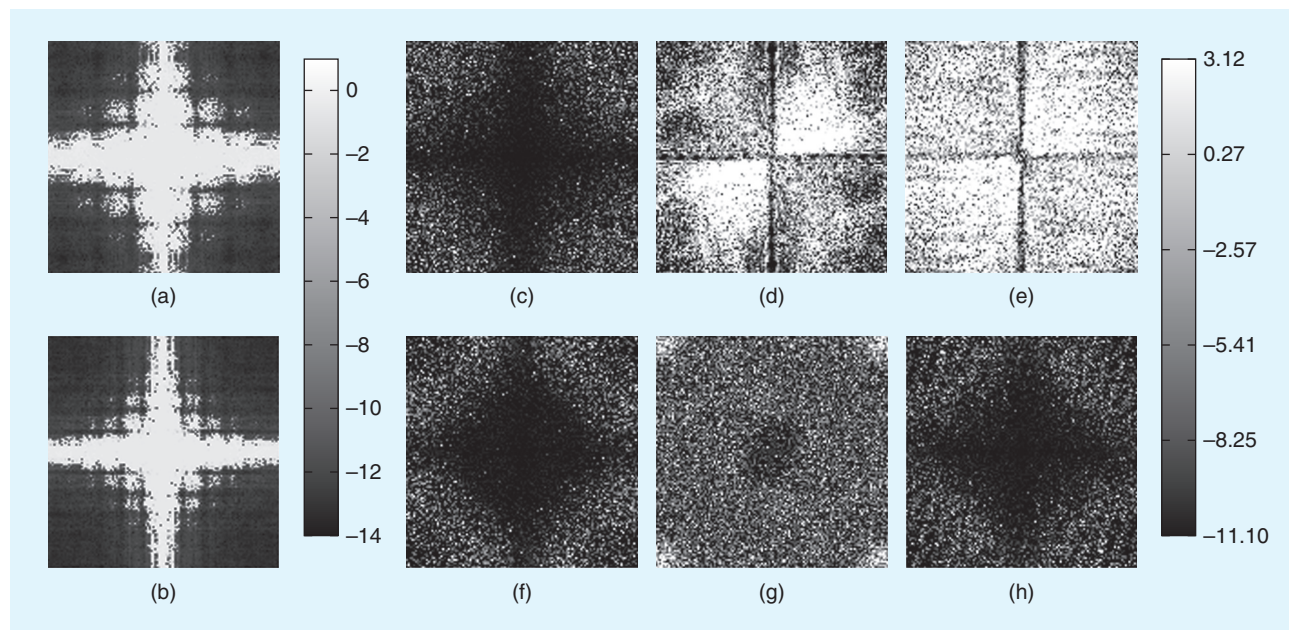 0
–2
–4
–6
–8
–10
–12
–14
3.12
0.27
–2.57
–5.41
–8.25
–11.10
(a)
(c)
(d)
(e)
(b)
(f)
(g)
(h)